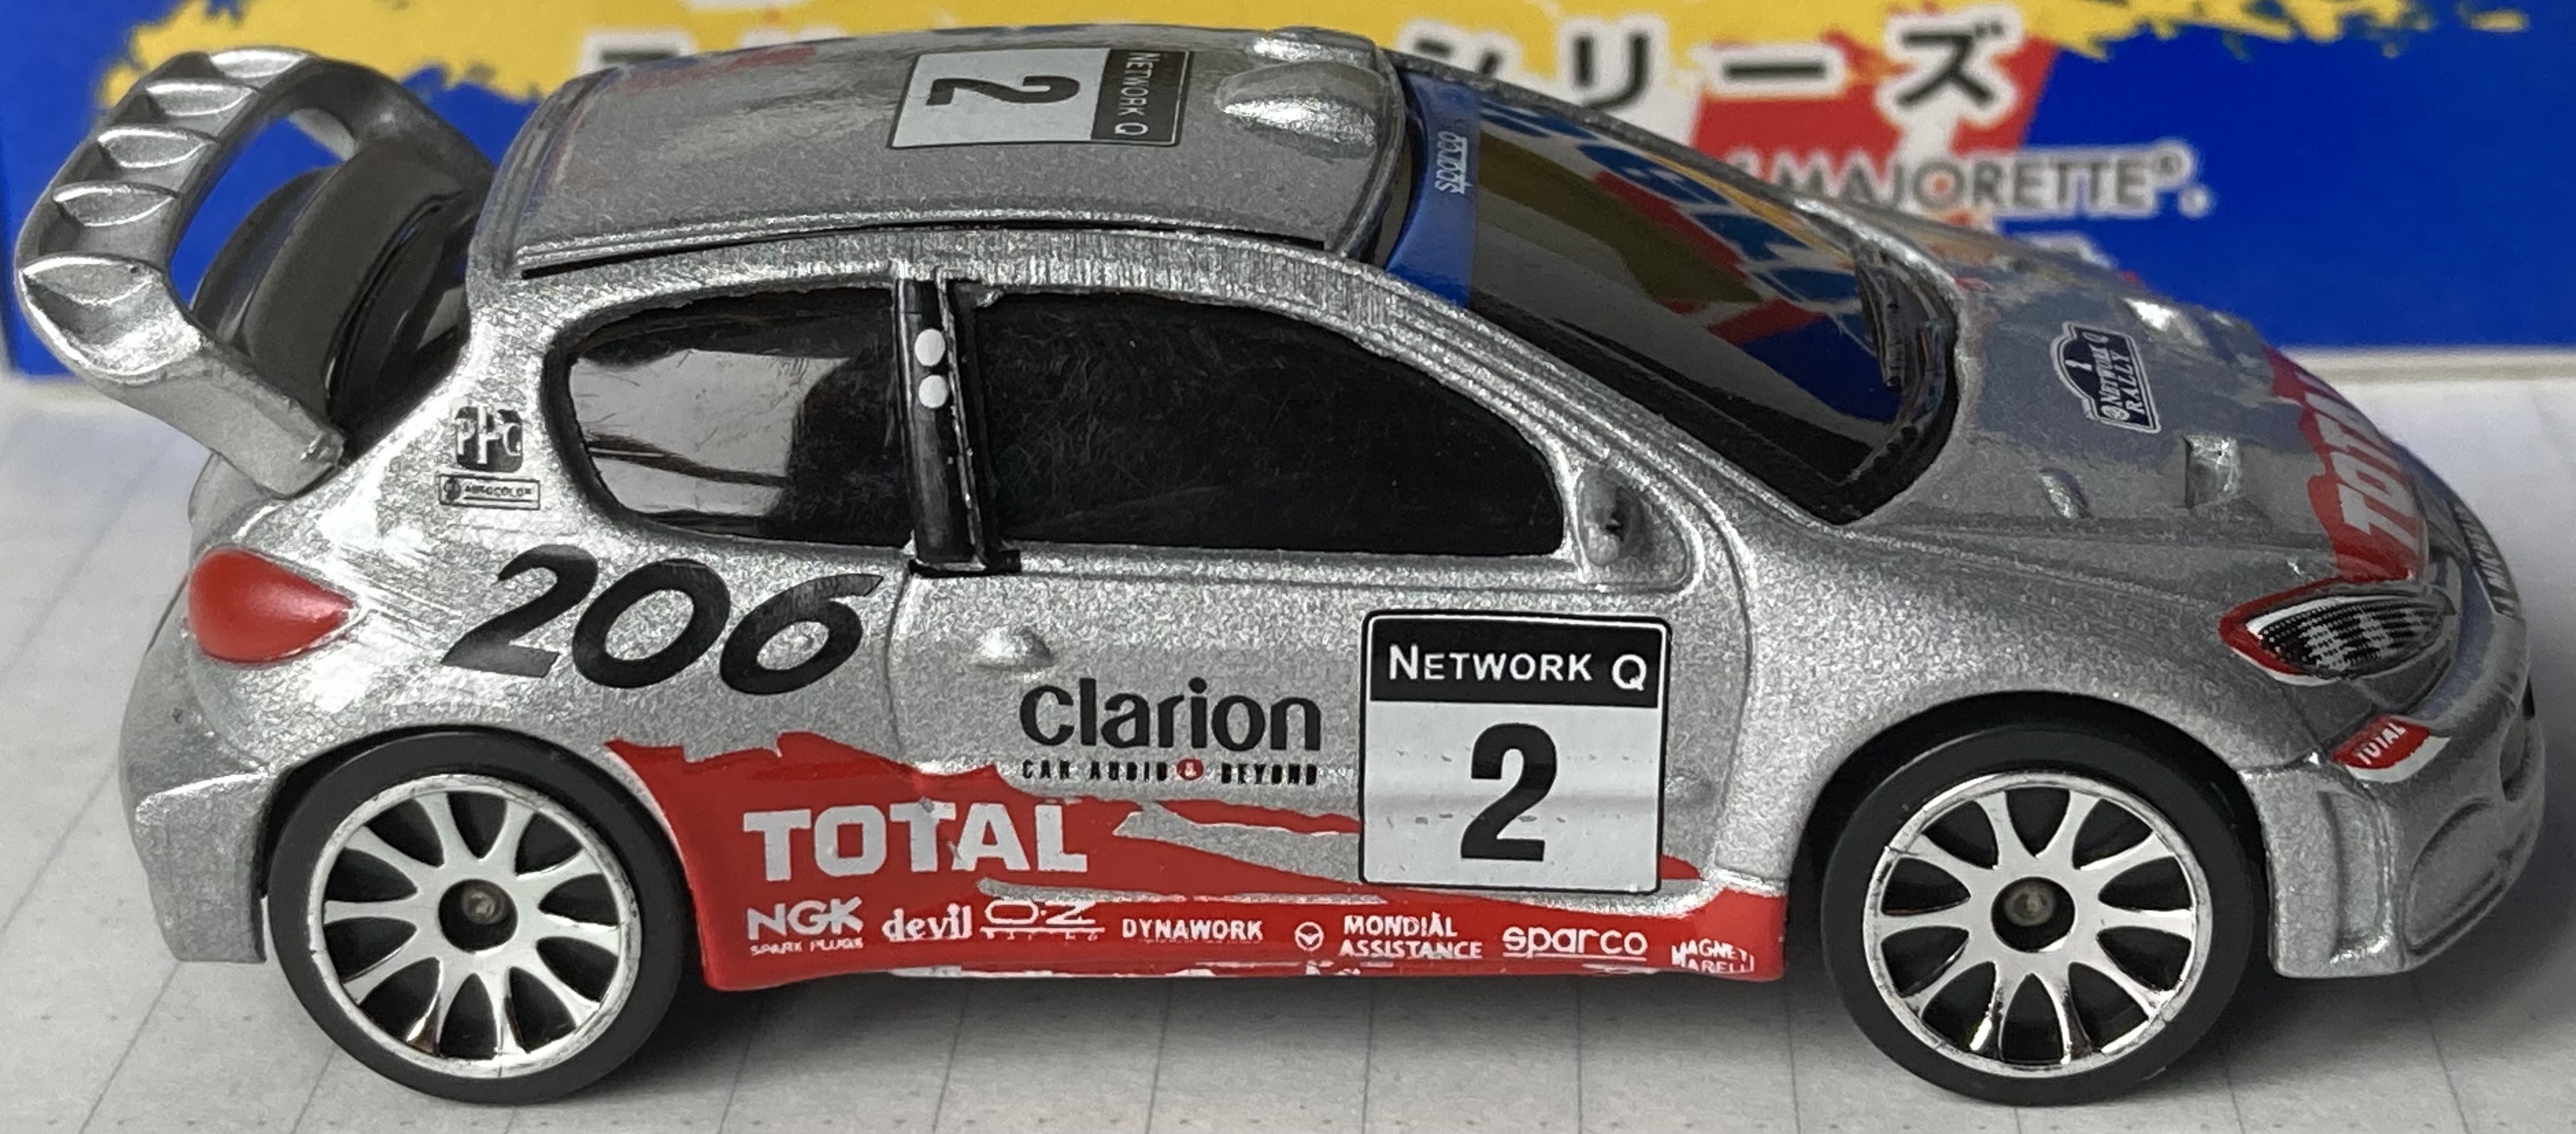 シリーズ
MAJORETTE®
NETWORK Q
2
sparco
NETWORK Q
RALLY
TOTAL
PPG
206
clarion
CAR AUDIO & BEYOND
NETWORK Q
2
TOTAL
TOTAL
NGK
SPARK PLUGS
devil
OZ
DYNAWORK
MONDIAL
ASSISTANCE
sparco
MAGNETI
MARELLI